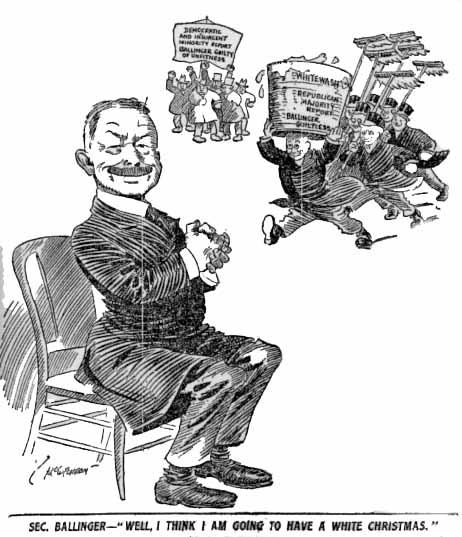 DEMOCRATIC
AND INSURGENT
MINORITY REPORT
BALLINGER GUILTY
OF UNFITNESS
WHITEWASH
REPUBLICAN
MAJORITY
REPORT
BALLINGER
GUILTLESS
SEC. BALLINGER—"WELL, I THINK I AM GOING TO HAVE A WHITE CHRISTMAS."